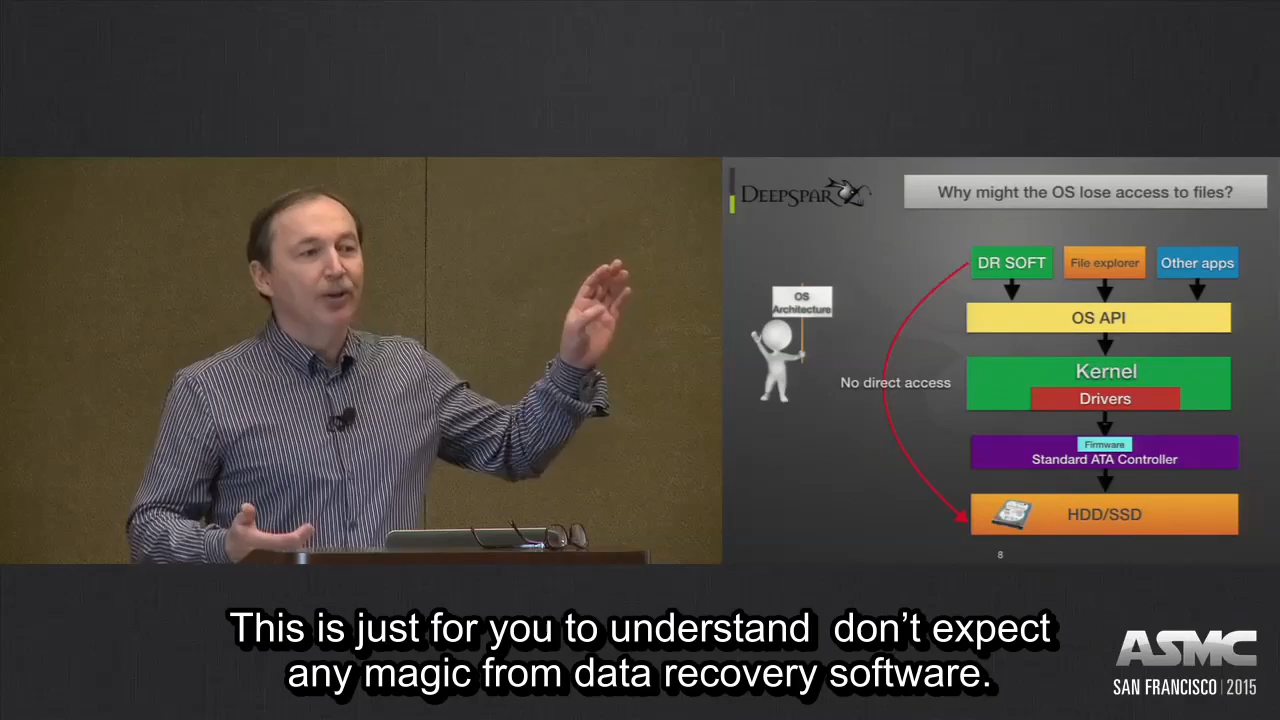 DEEPSPAR
Why might the OS lose access to files?
DR SOFT
File explorer
Other apps
OS
Architecture
OS API
Kernel
No direct access
Drivers
Firmware
Standard ATA Controller
HDD/SSD
8
This is just for you to understand don't expect
any magic from data recovery software.
ASMC
SAN FRANCISCO | 2015